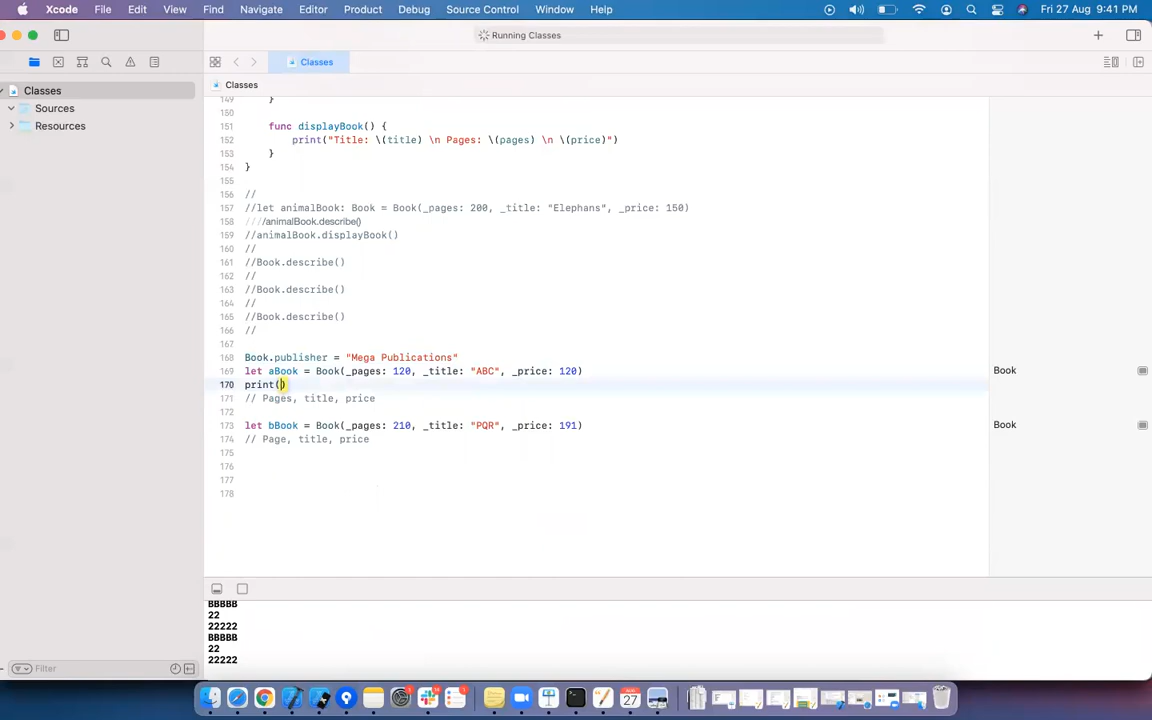 Xcode File Edit View Find Navigate Editor Product Debug Source Control Window Help Fri 27 Aug 9:41 PM
Running Classes
Classes
Classes
Classes
Sources
Resources
149 }
150
151 func displayBook() {
152 print("Title: \(title) \n Pages: \(pages) \n \(price)")
153 }
154 }
155
156 //
157 //let animalBook: Book = Book(_pages: 200, _title: "Elephans", _price: 150)
158 ////animalBook.describe()
159 //animalBook.displayBook()
160 //
161 //Book.describe()
162 //
163 //Book.describe()
164 //
165 //Book.describe()
166 //
167
168 Book.publisher = "Mega Publications"
169 let aBook = Book(_pages: 120, _title: "ABC", _price: 120) Book
170 print()
171 // Pages, title, price
172
173 let bBook = Book(_pages: 210, _title: "PQR", _price: 191) Book
174 // Page, title, price
175
176
177
178
BBBBB
22
22222
BBBBB
22
22222
Filter